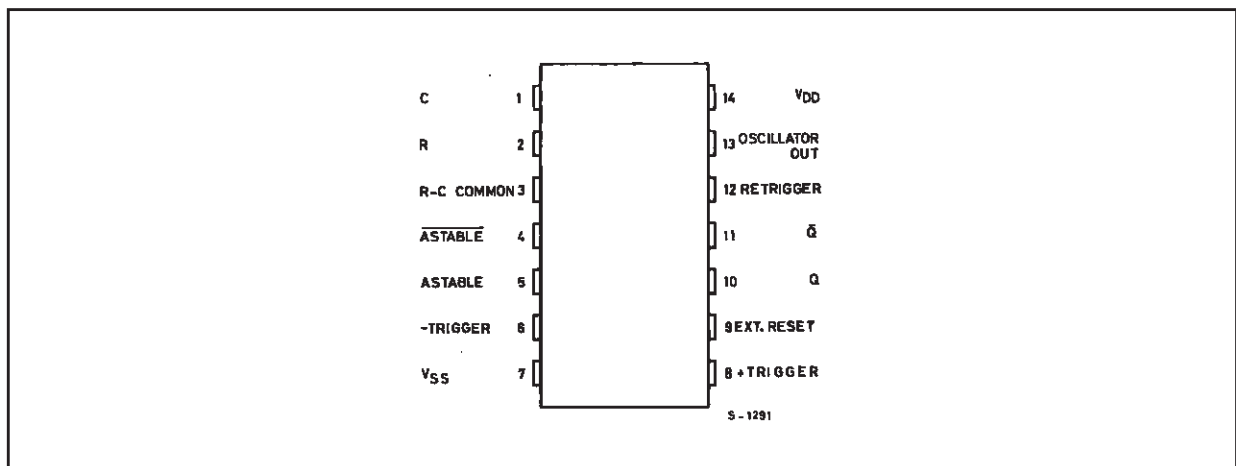 C 1
R 2
R-C COMMON 3
A̅S̅T̅A̅B̅L̅E̅ 4
ASTABLE 5
-TRIGGER 6
VSS 7
14 VDD
13 OSCILLATOR
OUT
12 RETRIGGER
11 Q̅
10 Q
9 EXT. RESET
8 +TRIGGER
S-1291